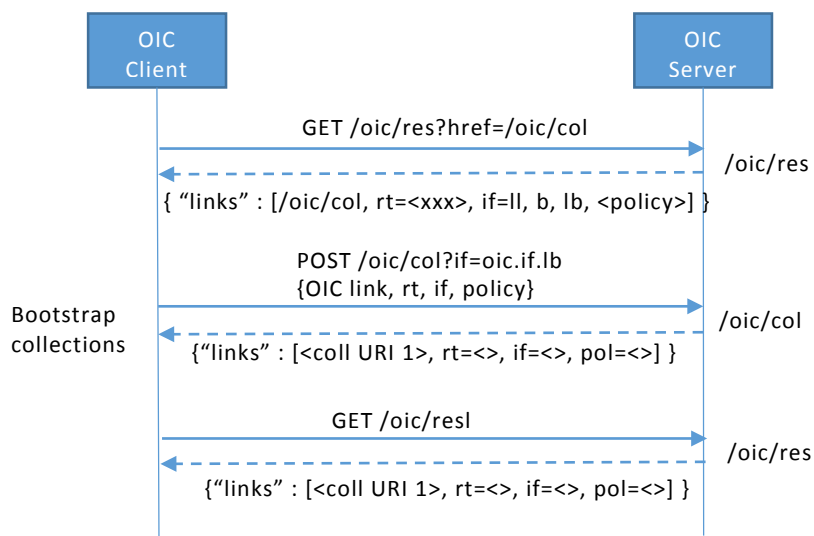 OIC
Client
OIC
Server
GET /oic/res?href=/oic/col
/oic/res
{ “links” : [/oic/col, rt=<xxx>, if=ll, b, lb, <policy>] }
POST /oic/col?if=oic.if.lb
{OIC link, rt, if, policy}
Bootstrap
collections
/oic/col
{“links” : [<coll URI 1>, rt=<>, if=<>, pol=<>] }
GET /oic/resl
/oic/res
{“links” : [<coll URI 1>, rt=<>, if=<>, pol=<>] }